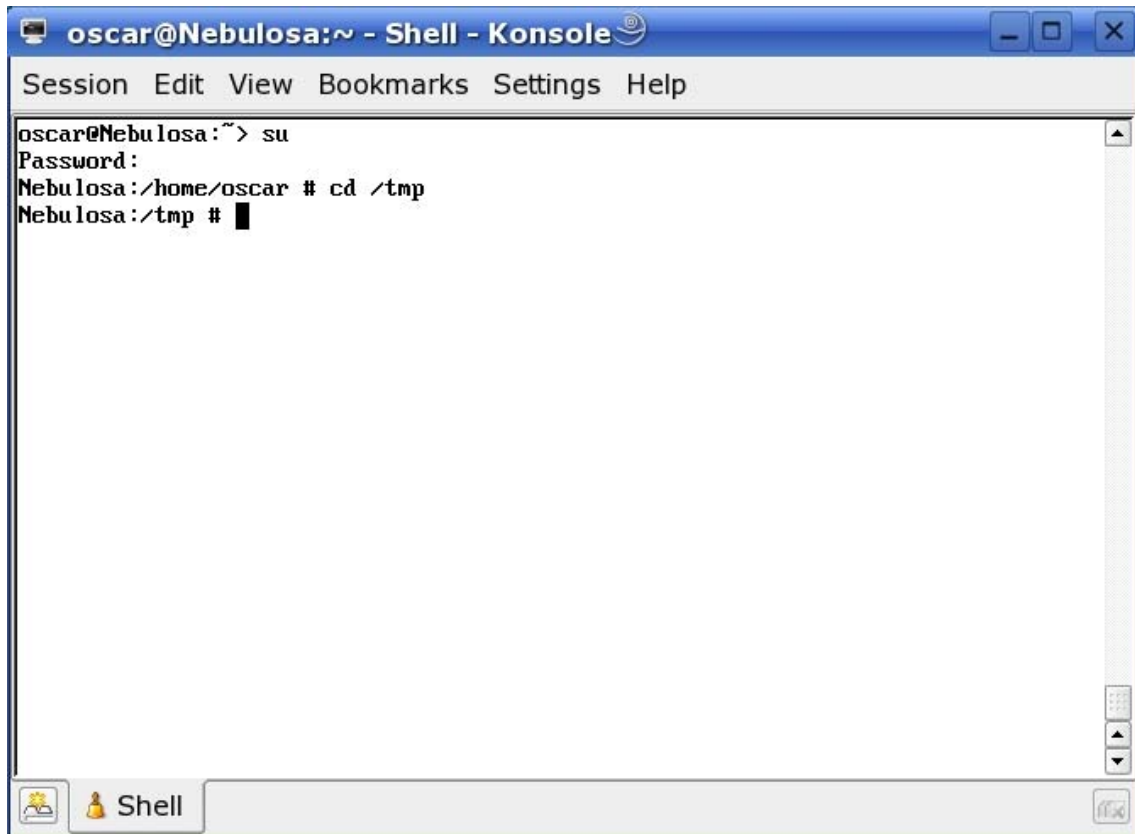 oscar@Nebulosa:~ - Shell - Konsole
Session Edit View Bookmarks Settings Help
oscar@Nebulosa:~> su
Password:
Nebulosa:/home/oscar # cd /tmp
Nebulosa:/tmp #
Shell